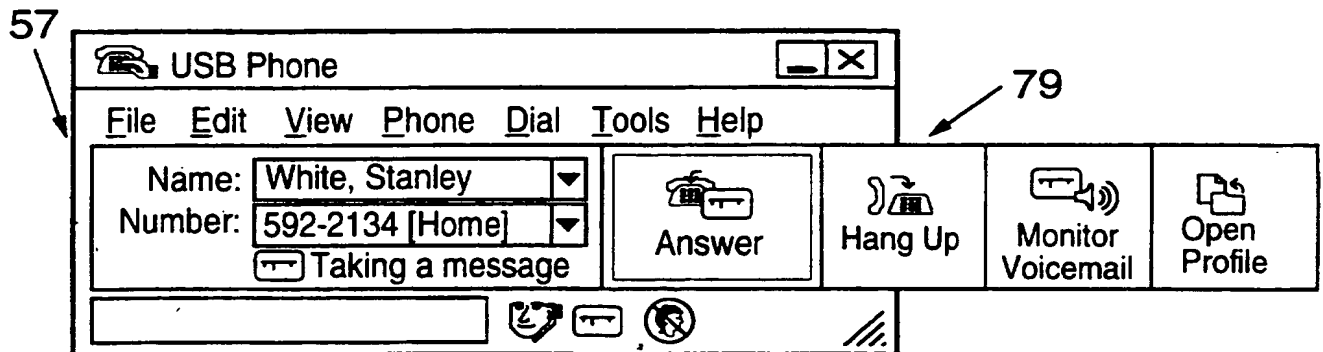 57
USB Phone
79
File Edit View Phone Dial Tools Help
Name: White, Stanley
Number: 592-2134 [Home]
Taking a message
Answer
Hang Up
Monitor
Voicemail
Open
Profile